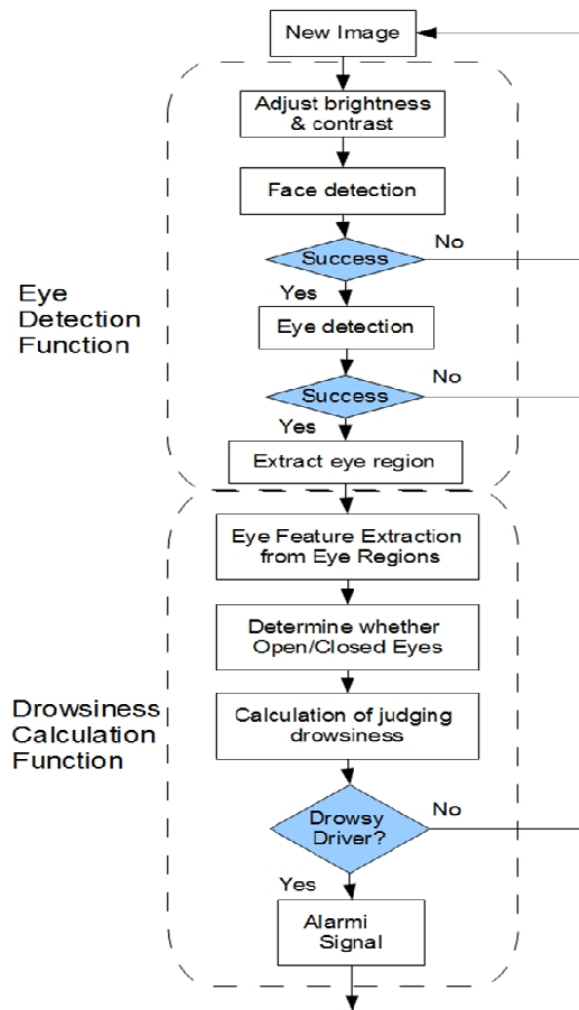 New Image
Adjust brightness
& contrast
Face detection
Success
No
Yes
Eye
Detection
Function
Eye detection
Success
No
Yes
Extract eye region
Eye Feature Extraction
from Eye Regions
Determine whether
Open/Closed Eyes
Drowsiness
Calculation
Function
Calculation of judging
drowsiness
Drowsy
Driver?
No
Yes
Alarmi
Signal